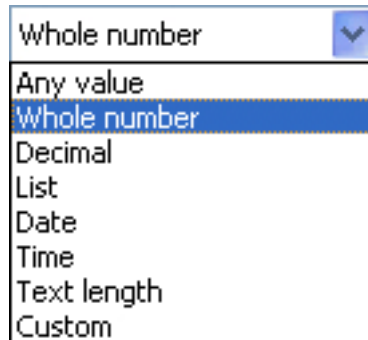 Whole number
Any value
Whole number
Decimal
List
Date
Time
Text length
Custom